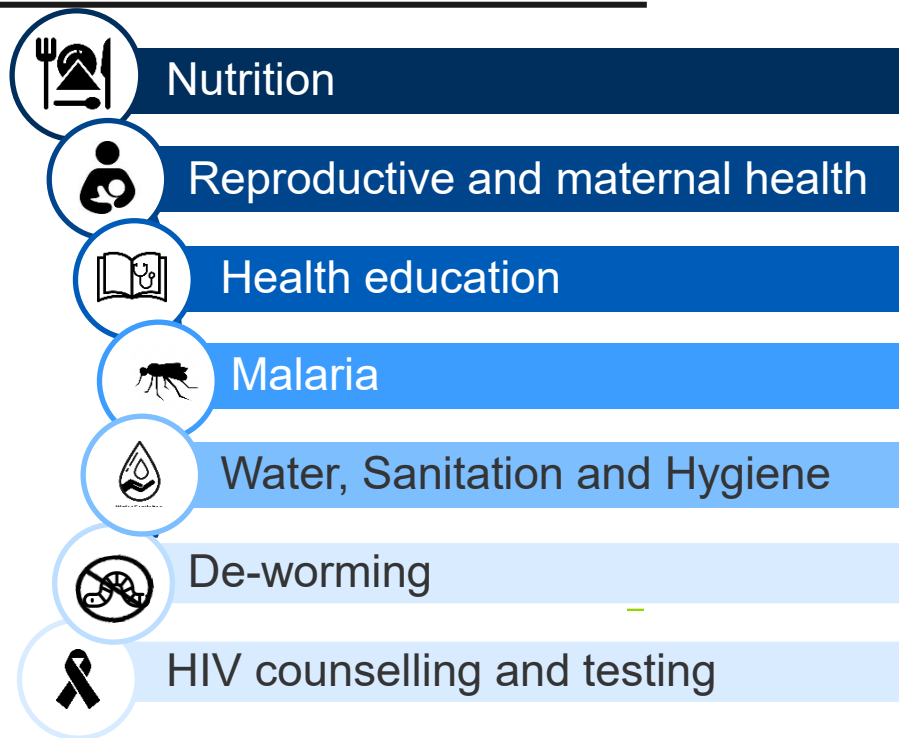 Nutrition
Reproductive and maternal health
Health education
Malaria
Water, Sanitation and Hygiene
De-worming
HIV counselling and testing